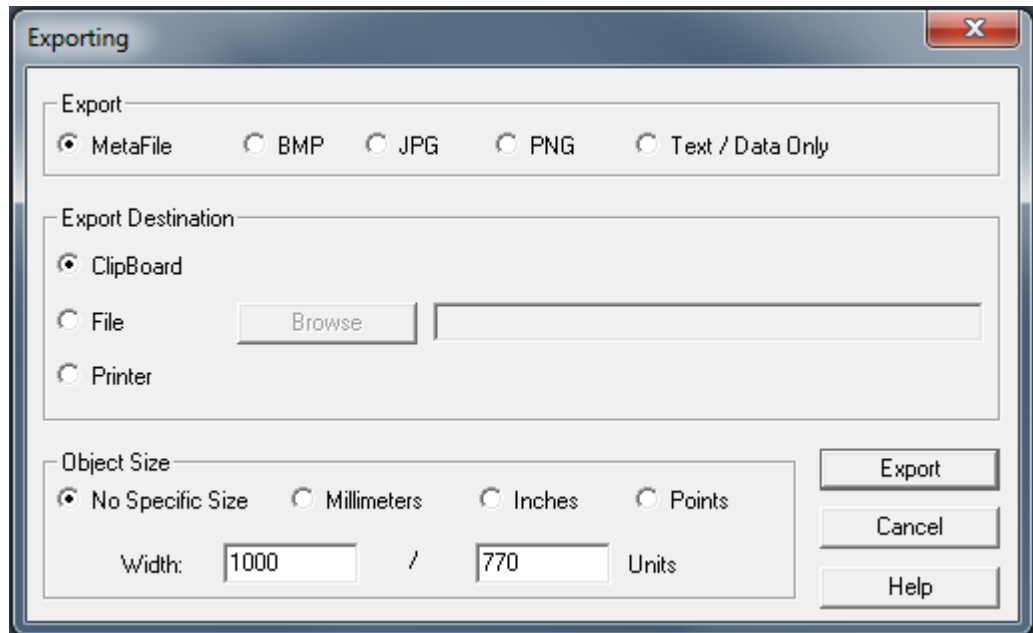 Exporting
Export
MetaFile BMP JPG PNG Text / Data Only
Export Destination
ClipBoard
File Browse
Printer
Object Size
No Specific Size Millimeters Inches Points
Width: 1000 / 770 Units
Export
Cancel
Help